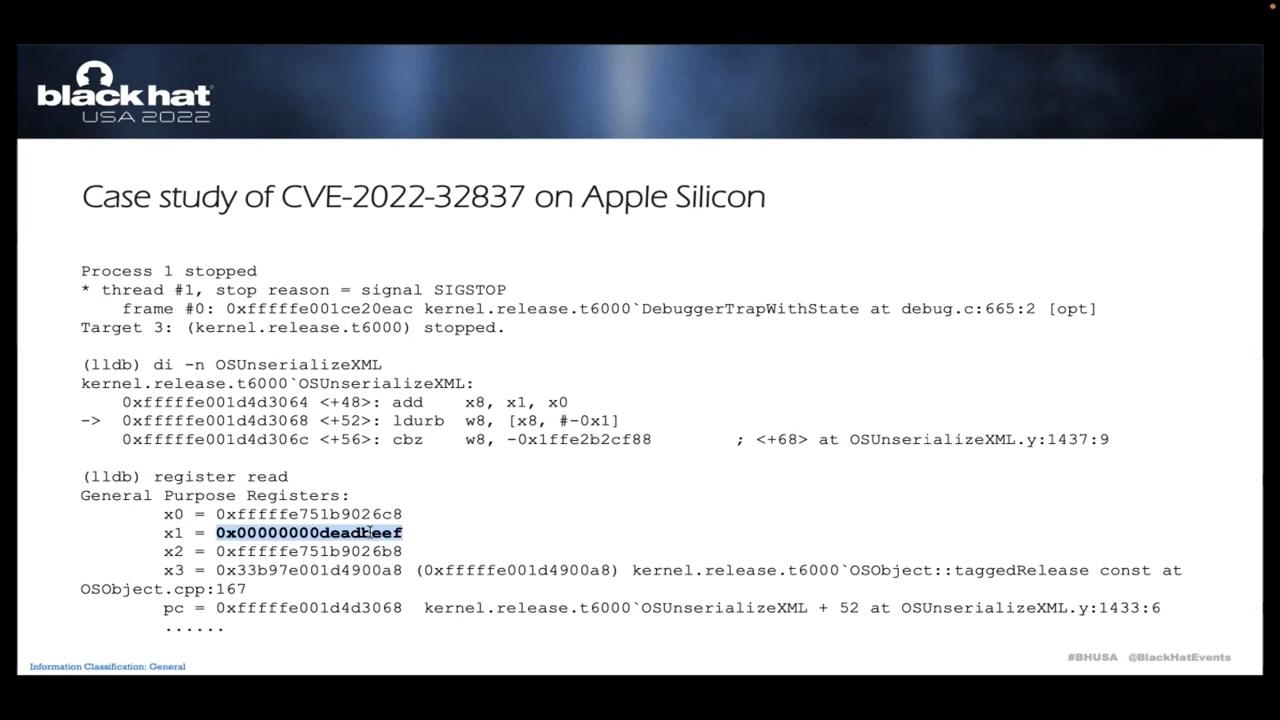 black hat
USA 2022
Case study of CVE-2022-32837 on Apple Silicon
Process 1 stopped
* thread #1, stop reason = signal SIGSTOP
frame #0: 0xfffffe001ce20eac kernel.release.t6000`DebuggerTrapWithState at debug.c:665:2 [opt]
Target 3: (kernel.release.t6000) stopped.
(lldb) di -n OSUnserializeXML
kernel.release.t6000`OSUnserializeXML:
0xfffffe001d4d3064 <+48>: add x8, x1, x0
-> 0xfffffe001d4d3068 <+52>: ldurb w8, [x8, #-0x1]
0xfffffe001d4d306c <+56>: cbz w8, -0x1ffe2b2cf88 ; <+68> at OSUnserializeXML.y:1437:9
(lldb) register read
General Purpose Registers:
x0 = 0xfffffe751b9026c8
x1 = 0x00000000deadbeef
x2 = 0xfffffe751b9026b8
x3 = 0x33b97e001d4900a8 (0xfffffe001d4900a8) kernel.release.t6000`OSObject::taggedRelease const at
OSObject.cpp:167
pc = 0xfffffe001d4d3068 kernel.release.t6000`OSUnserializeXML + 52 at OSUnserializeXML.y:1433:6
......
Information Classification: General
#BHUSA @BlackHatEvents